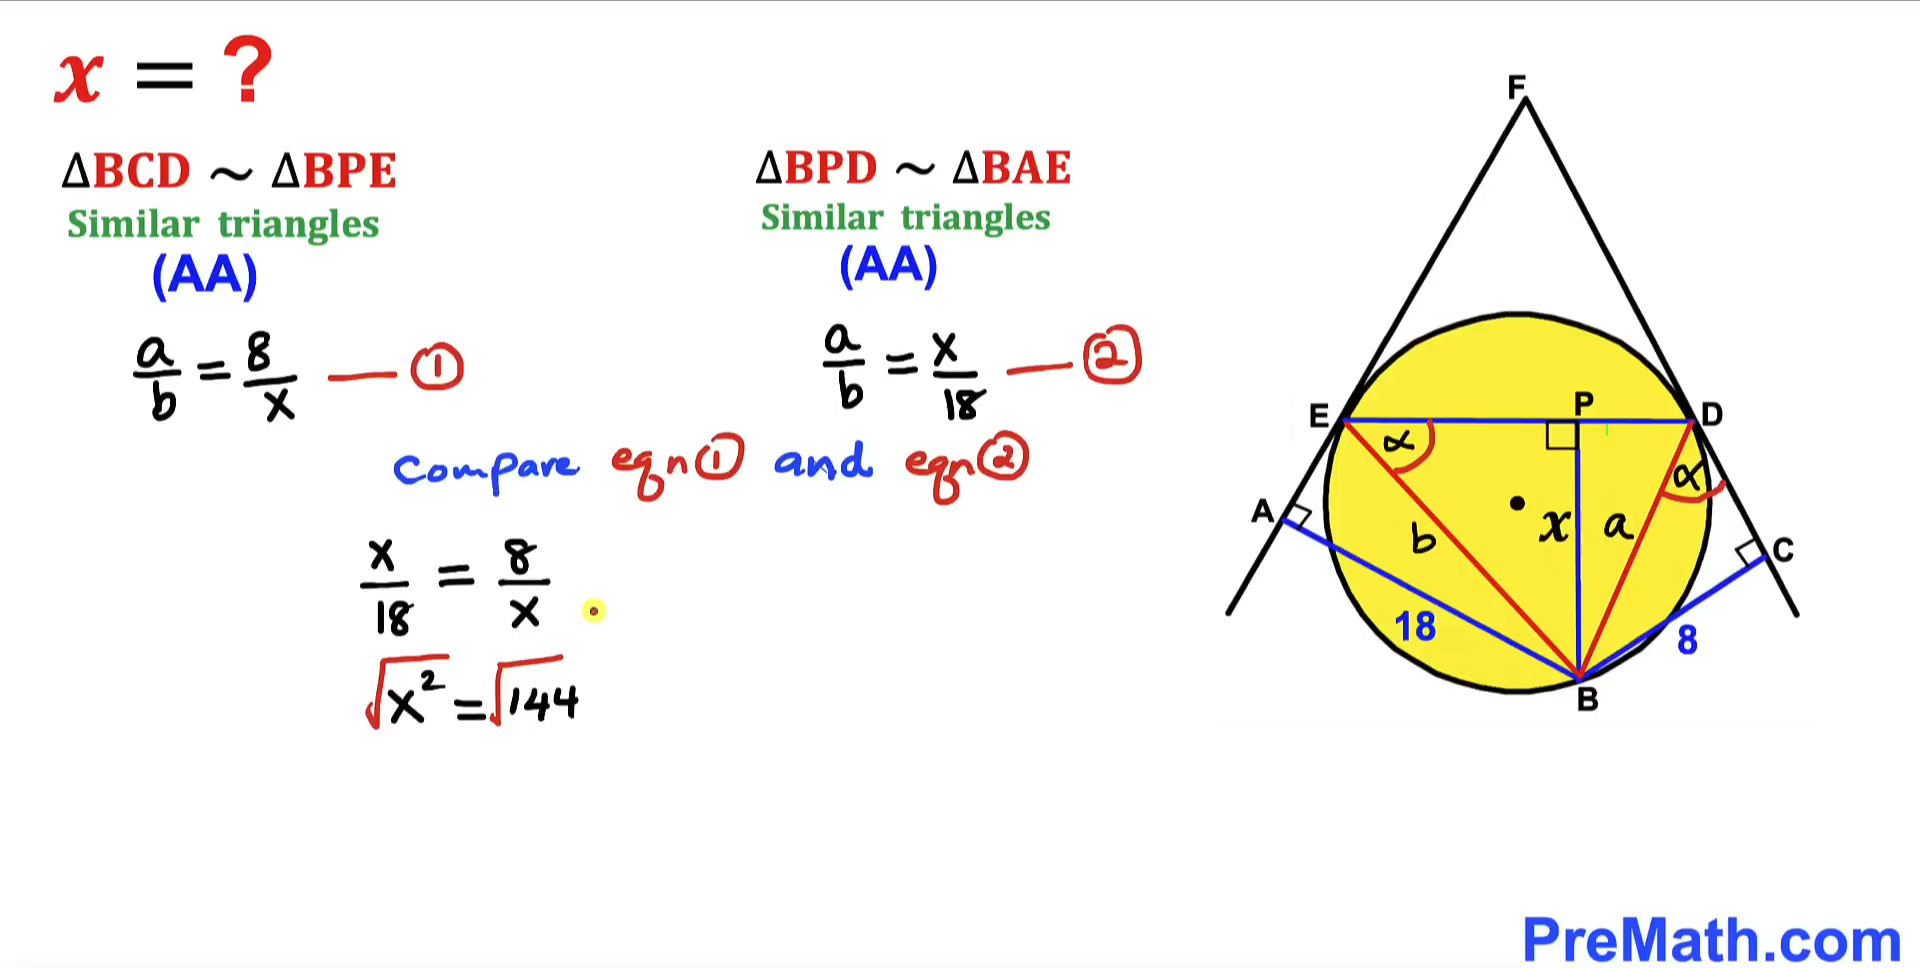 x = ?
ΔBCD ~ ΔBPE
Similar triangles
(AA)
a/b = 8/x — ①
ΔBPD ~ ΔBAE
Similar triangles
(AA)
a/b = x/18 — ②
Compare eqn① and eqn②
x/18 = 8/x
√x² = √144
F
E
P
D
α
α
A
x
a
b
C
18
8
B
PreMath.com